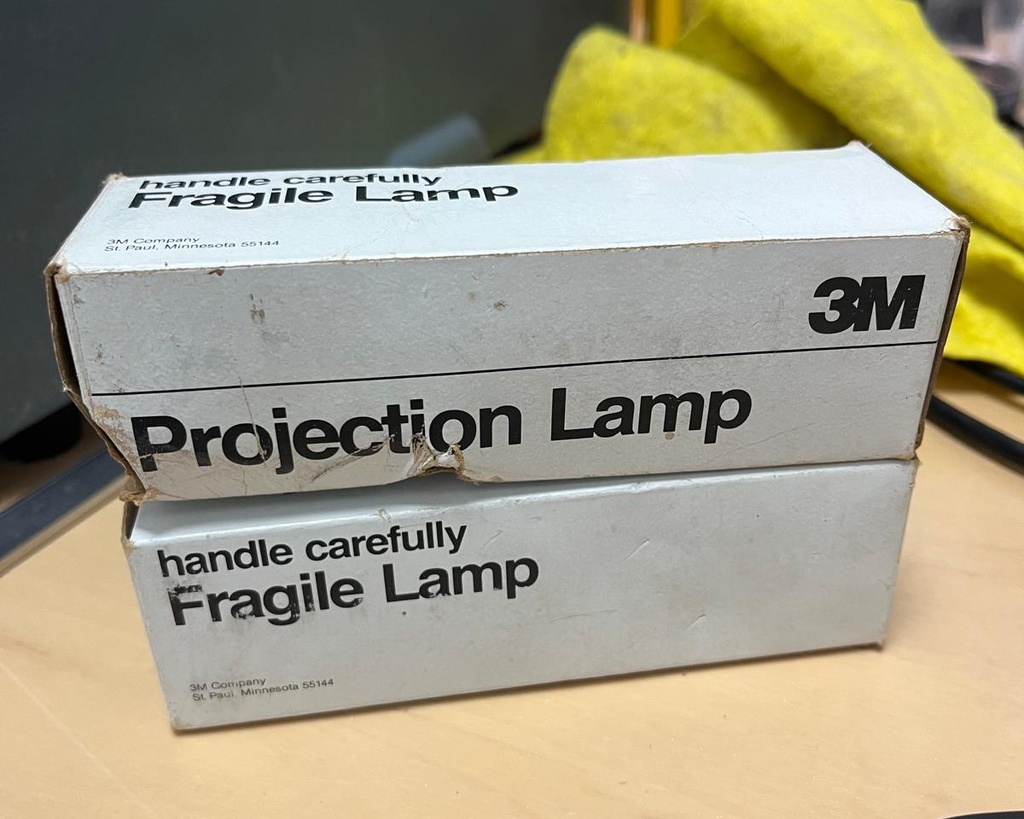 handle carefully
Fragile Lamp
3M Company
St. Paul, Minnesota 55144
3M
Projection Lamp
handle carefully
Fragile Lamp
3M Company
St. Paul, Minnesota 55144